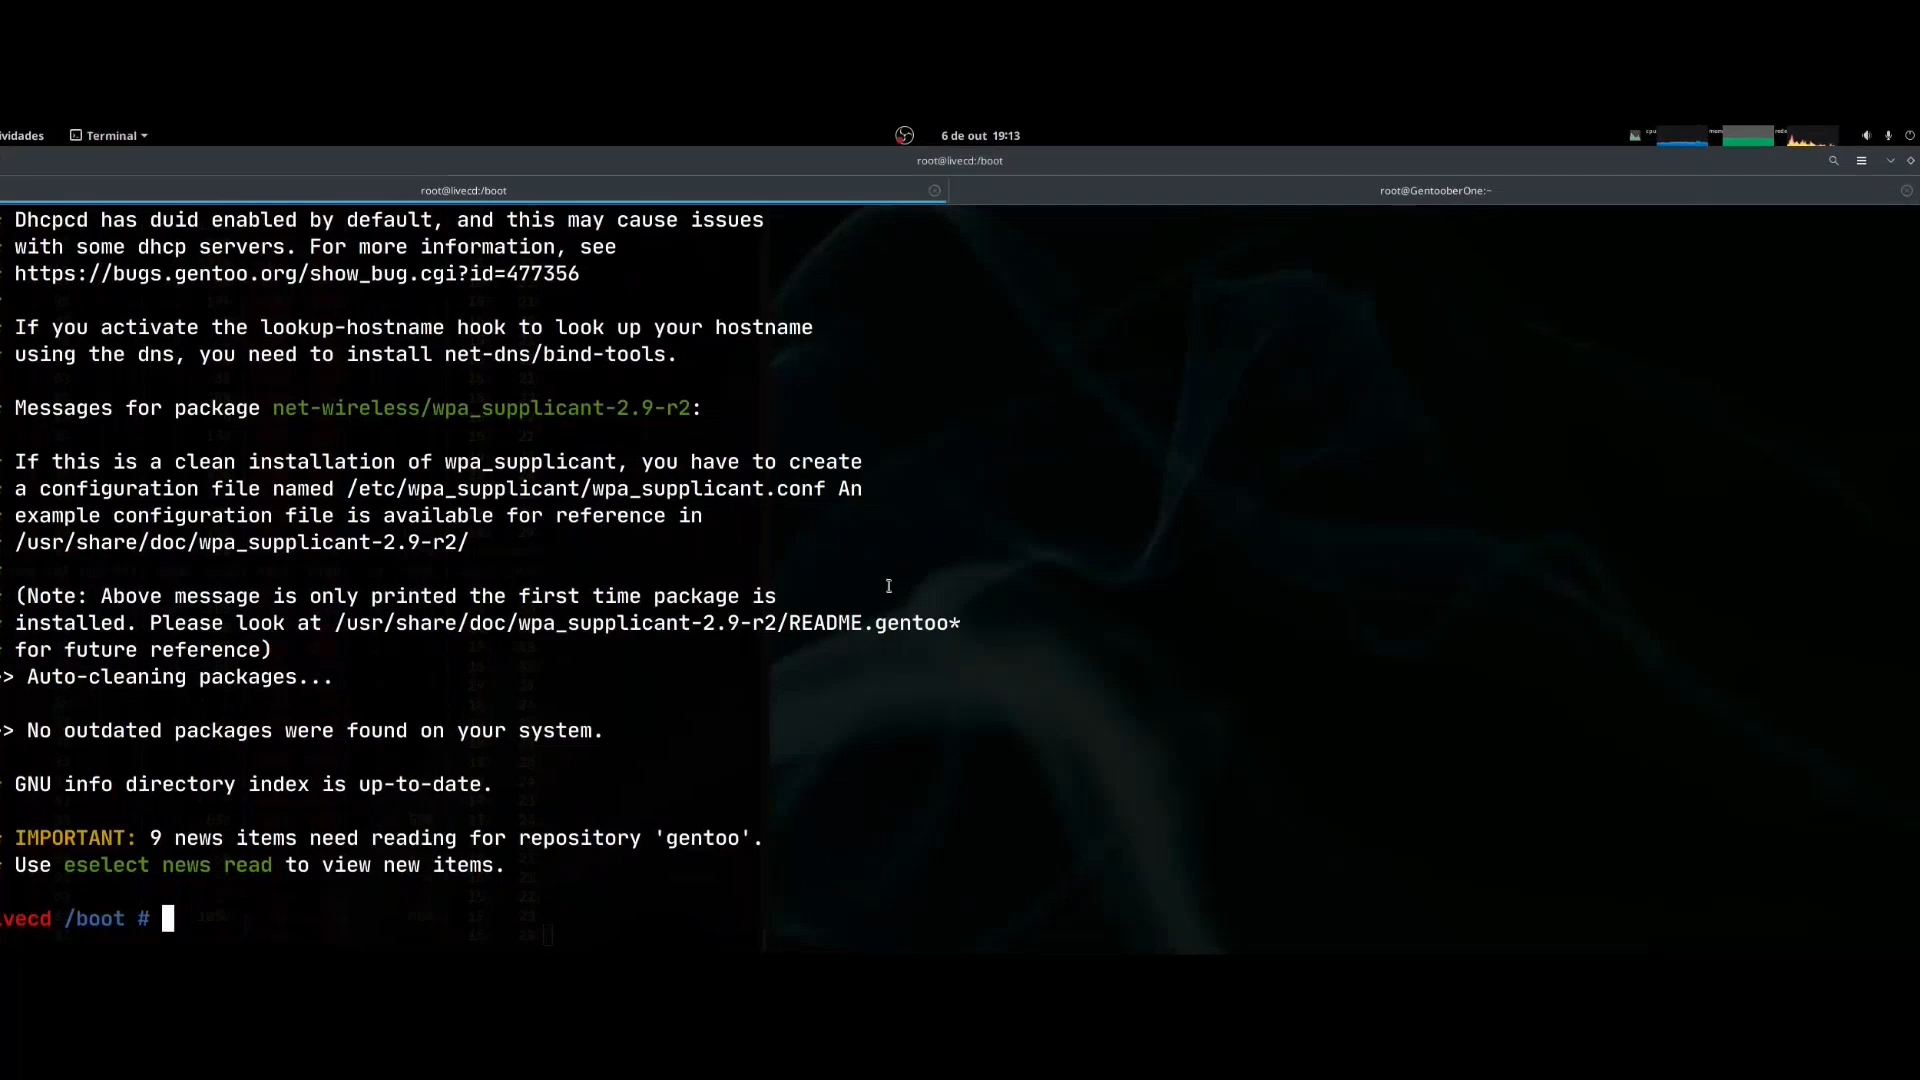 ividades Terminal 6 de out 19:13 cpu mem rede
root@livecd:/boot
root@livecd:/boot root@GentooberOne:~
Dhcpcd has duid enabled by default, and this may cause issues
with some dhcp servers. For more information, see
https://bugs.gentoo.org/show_bug.cgi?id=477356
If you activate the lookup-hostname hook to look up your hostname
using the dns, you need to install net-dns/bind-tools.
Messages for package net-wireless/wpa_supplicant-2.9-r2:
If this is a clean installation of wpa_supplicant, you have to create
a configuration file named /etc/wpa_supplicant/wpa_supplicant.conf An
example configuration file is available for reference in
/usr/share/doc/wpa_supplicant-2.9-r2/
(Note: Above message is only printed the first time package is
installed. Please look at /usr/share/doc/wpa_supplicant-2.9-r2/README.gentoo*
for future reference)
> Auto-cleaning packages...
> No outdated packages were found on your system.
GNU info directory index is up-to-date.
IMPORTANT: 9 news items need reading for repository 'gentoo'.
Use eselect news read to view new items.
vecd /boot #